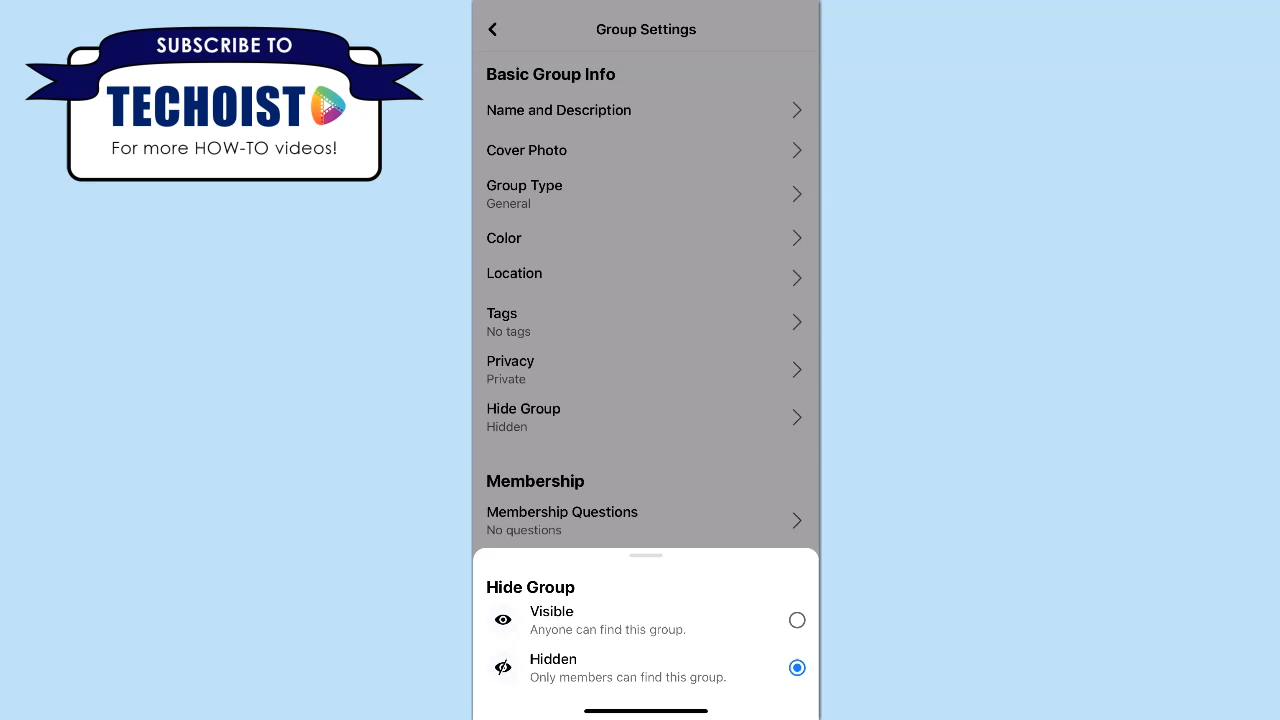 SUBSCRIBE TO
TECHOIST
For more HOW-TO videos!
Group Settings
Basic Group Info
Name and Description
Cover Photo
Group Type
General
Color
Location
Tags
No tags
Privacy
Private
Hide Group
Hidden
Membership
Membership Questions
No questions
Hide Group
Visible
Anyone can find this group.
Hidden
Only members can find this group.